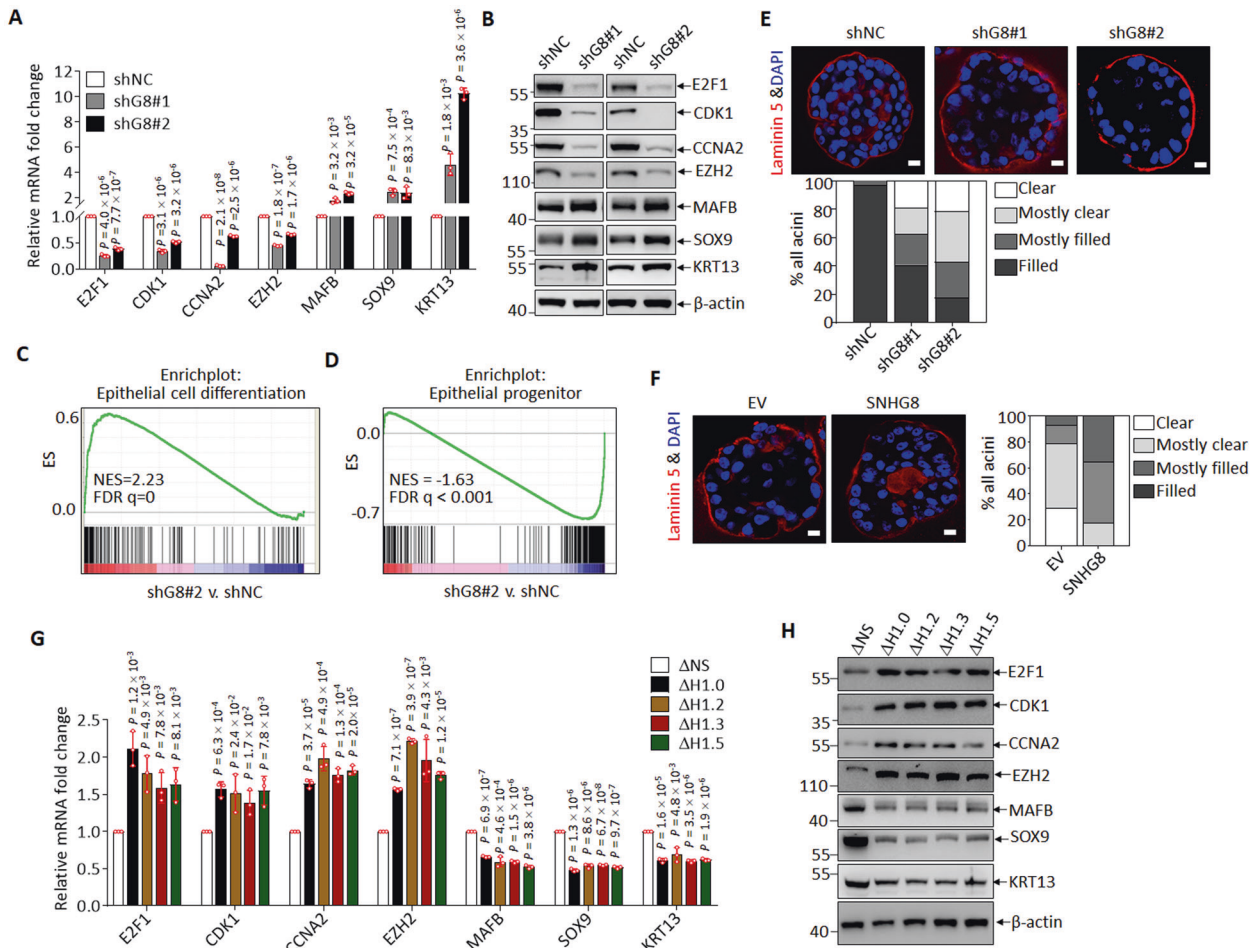 A
Relative mRNA fold change
shNC
shG8#1
shG8#2
12
10
8
6
4
2
1.0
0.5
0.0
P = 4.0 × 10⁻⁶
P = 7.7 × 10⁻⁷
P = 3.1 × 10⁻⁶
P = 3.2 × 10⁻⁶
P = 2.1 × 10⁻⁸
P = 2.5 × 10⁻⁶
P = 1.8 × 10⁻⁷
P = 1.7 × 10⁻⁶
P = 3.2 × 10⁻³
P = 3.2 × 10⁻⁵
P = 7.5 × 10⁻⁴
P = 8.3 × 10⁻³
P = 1.8 × 10⁻³
P = 3.6 × 10⁻⁶
E2F1
CDK1
CCNA2
EZH2
MAFB
SOX9
KRT13
B
shNC
shG8#1
shNC
shG8#2
55
E2F1
35
CDK1
55
CCNA2
110
EZH2
40
MAFB
55
SOX9
55
KRT13
40
β-actin
C
Enrichplot:
Epithelial cell differentiation
ES
0.6
0.0
NES=2.23
FDR q=0
shG8#2 v. shNC
D
Enrichplot:
Epithelial progenitor
ES
0.0
-0.7
NES = -1.63
FDR q < 0.001
shG8#2 v. shNC
E
shNC
shG8#1
shG8#2
Laminin 5 &DAPI
% all acini
100
80
60
40
20
0
Clear
Mostly clear
Mostly filled
Filled
shNC
shG8#1
shG8#2
F
EV
SNHG8
Laminin 5 & DAPI
% all acini
100
80
60
40
20
0
Clear
Mostly clear
Mostly filled
Filled
EV
SNHG8
G
Relative mRNA fold change
2.5
2.0
1.5
1.0
0.5
0.0
ΔNS
ΔH1.0
ΔH1.2
ΔH1.3
ΔH1.5
P = 1.2 × 10⁻³
P = 4.9 × 10⁻³
P = 7.8 × 10⁻³
P = 8.1 × 10⁻³
P = 6.3 × 10⁻⁴
P = 2.4 × 10⁻²
P = 1.7 × 10⁻²
P = 7.8 × 10⁻³
P = 3.7 × 10⁻⁵
P = 4.9 × 10⁻⁴
P = 1.3 × 10⁻⁴
P = 2.0 × 10⁻⁵
P = 7.1 × 10⁻⁷
P = 3.9 × 10⁻⁷
P = 4.3 × 10⁻³
P = 1.2 × 10⁻⁵
P = 6.9 × 10⁻⁷
P = 4.6 × 10⁻⁴
P = 1.5 × 10⁻⁶
P = 3.8 × 10⁻⁶
P = 1.3 × 10⁻⁶
P = 8.6 × 10⁻⁶
P = 6.7 × 10⁻⁸
P = 9.7 × 10⁻⁷
P = 1.6 × 10⁻⁵
P = 4.8 × 10⁻³
P = 3.5 × 10⁻⁶
P = 1.9 × 10⁻⁶
E2F1
CDK1
CCNA2
EZH2
MAFB
SOX9
KRT13
H
ΔNS
ΔH1.0
ΔH1.2
ΔH1.3
ΔH1.5
55
E2F1
35
CDK1
55
CCNA2
110
EZH2
40
MAFB
55
SOX9
55
KRT13
40
β-actin